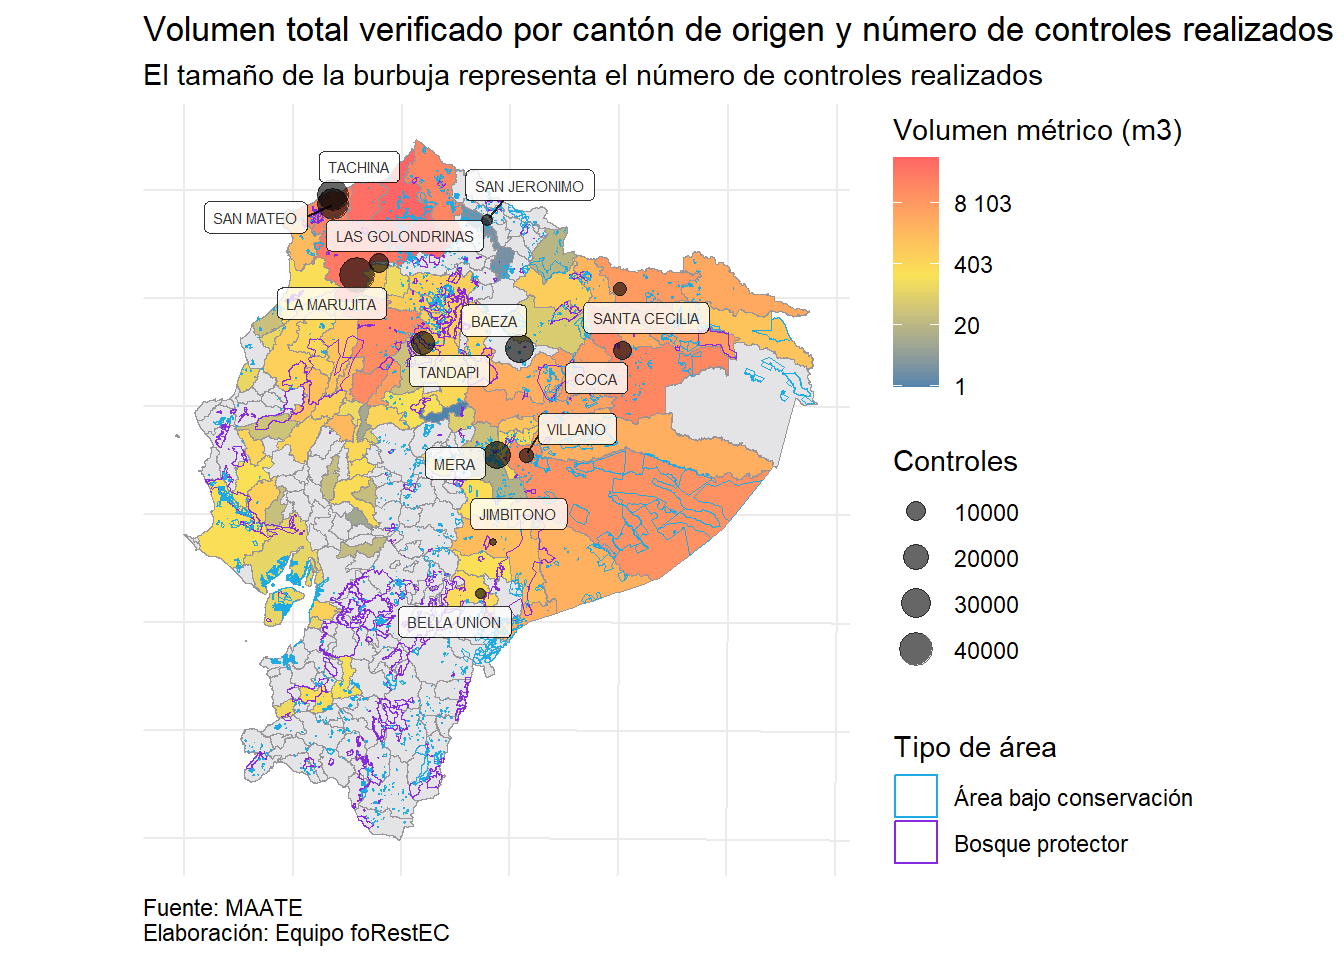 Volumen total verificado por cantón de origen y número de controles realizados
El tamaño de la burbuja representa el número de controles realizados
TACHINA
SAN JERONIMO
SAN MATEO
LAS GOLONDRINAS
LA MARUJITA
BAEZA
SANTA CECILIA
TANDAPI
COCA
VILLANO
MERA
JIMBITONO
BELLA UNION
Volumen métrico (m3)
8 103
403
20
1
Controles
10000
20000
30000
40000
Tipo de área
Área bajo conservación
Bosque protector
Fuente: MAATE
Elaboración: Equipo foRestEC